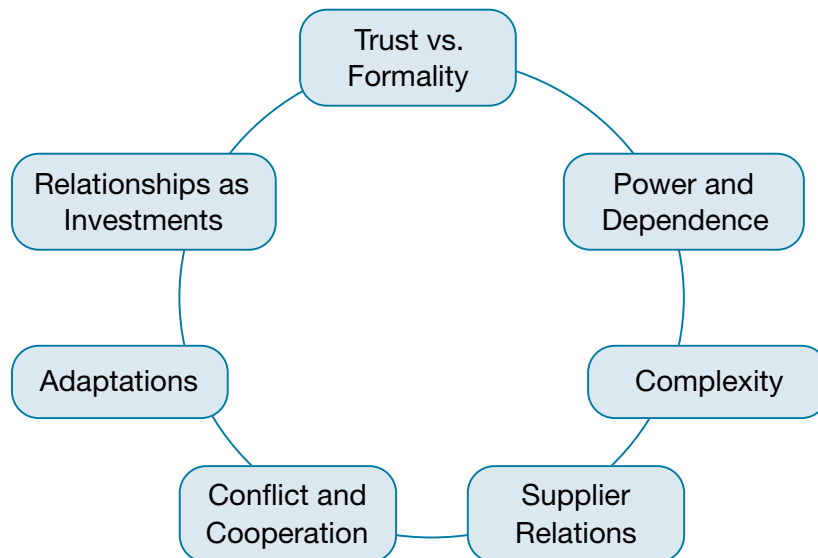 Trust vs.
Formality
Relationships as
Investments
Power and
Dependence
Adaptations
Complexity
Conflict and
Cooperation
Supplier
Relations